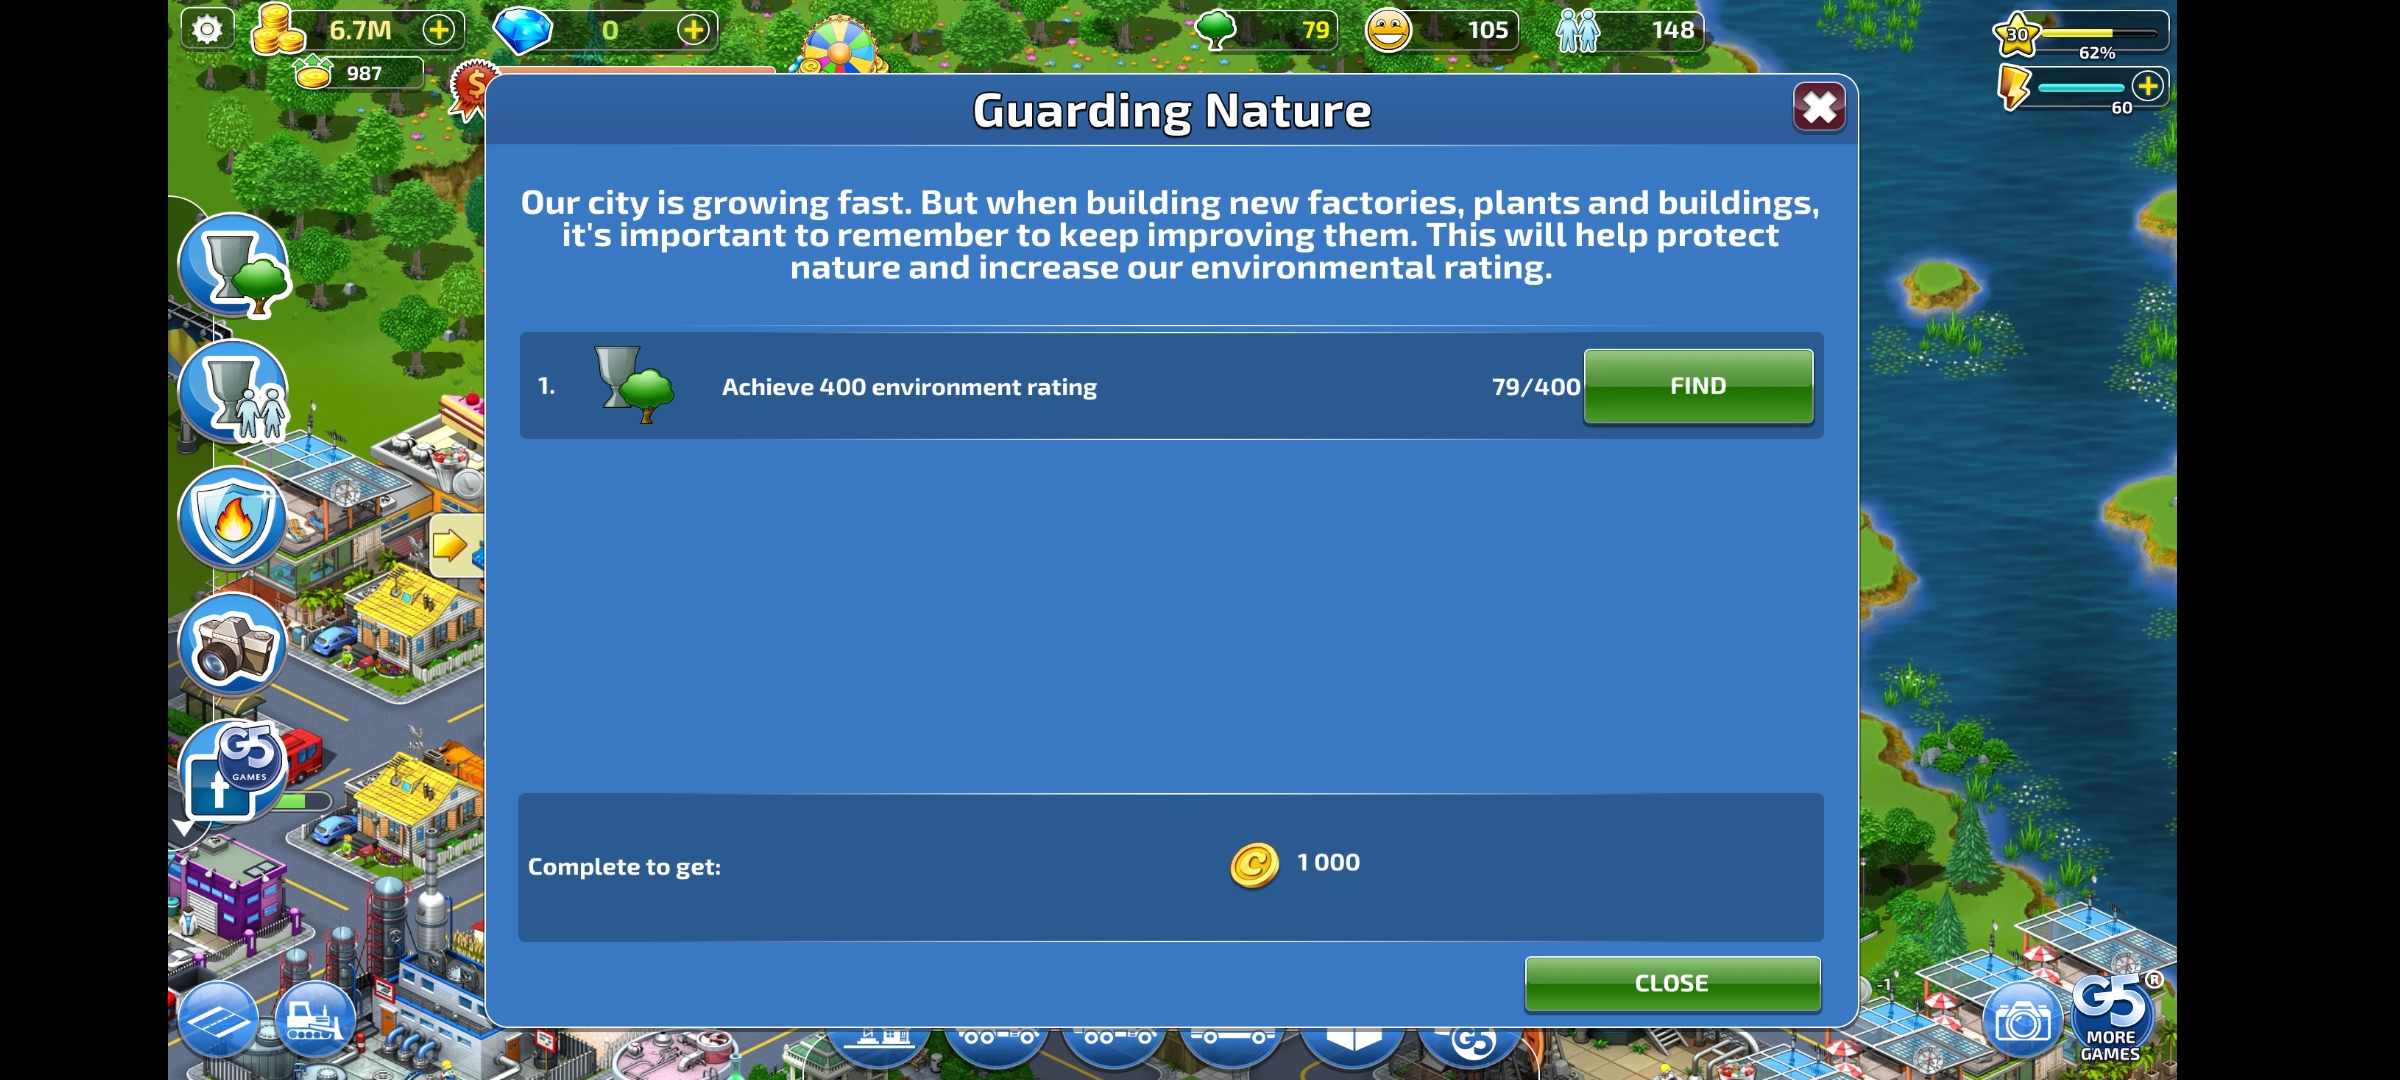 6.7M
0
79
105
148
30
62%
987
60
Guarding Nature
Our city is growing fast. But when building new factories, plants and buildings,
it's important to remember to keep improving them. This will help protect
nature and increase our environmental rating.
1.
Achieve 400 environment rating
79/400
FIND
G5
GAMES
f
Complete to get:
1 000
CLOSE
-1
G5
G5®
MORE
GAMES